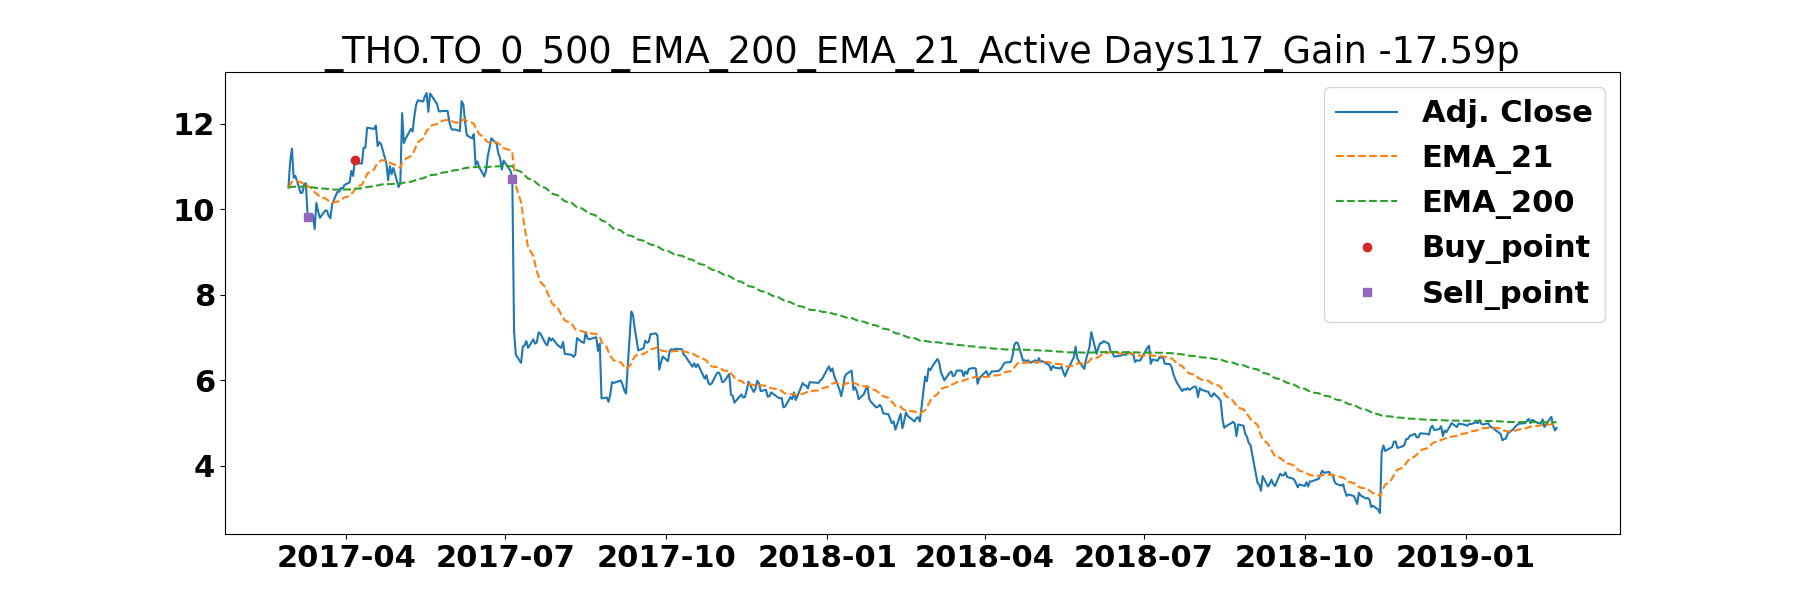 _THO.TO_0_500_EMA_200_EMA_21_Active Days117_Gain -17.59p
Adj. Close
EMA_21
EMA_200
Buy_point
Sell_point
12
10
8
6
4
2017-04 2017-07 2017-10 2018-01 2018-04 2018-07 2018-10 2019-01